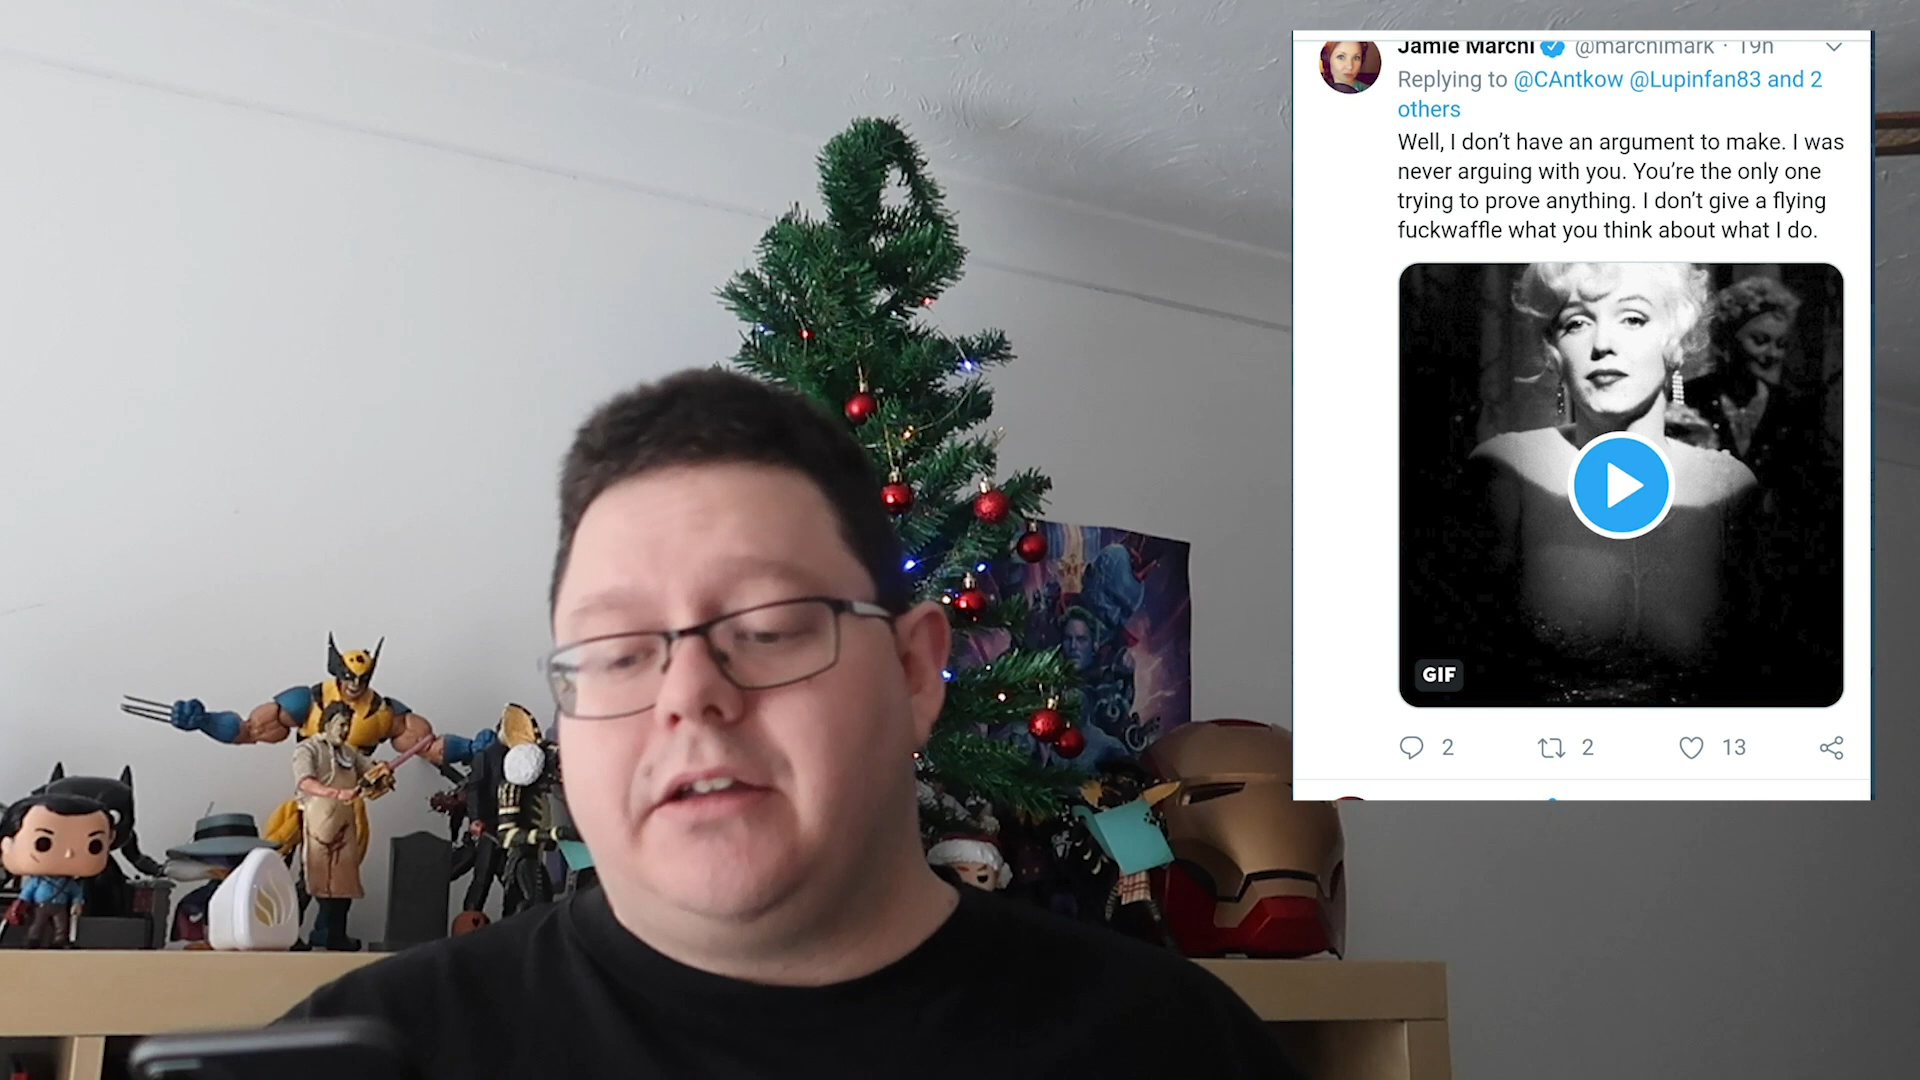 Jamie Marchi @marchimark · 19h
Replying to @CAntkow @Lupinfan83 and 2
others
Well, I don’t have an argument to make. I was
never arguing with you. You’re the only one
trying to prove anything. I don’t give a flying
fuckwaffle what you think about what I do.
GIF
2 2 13